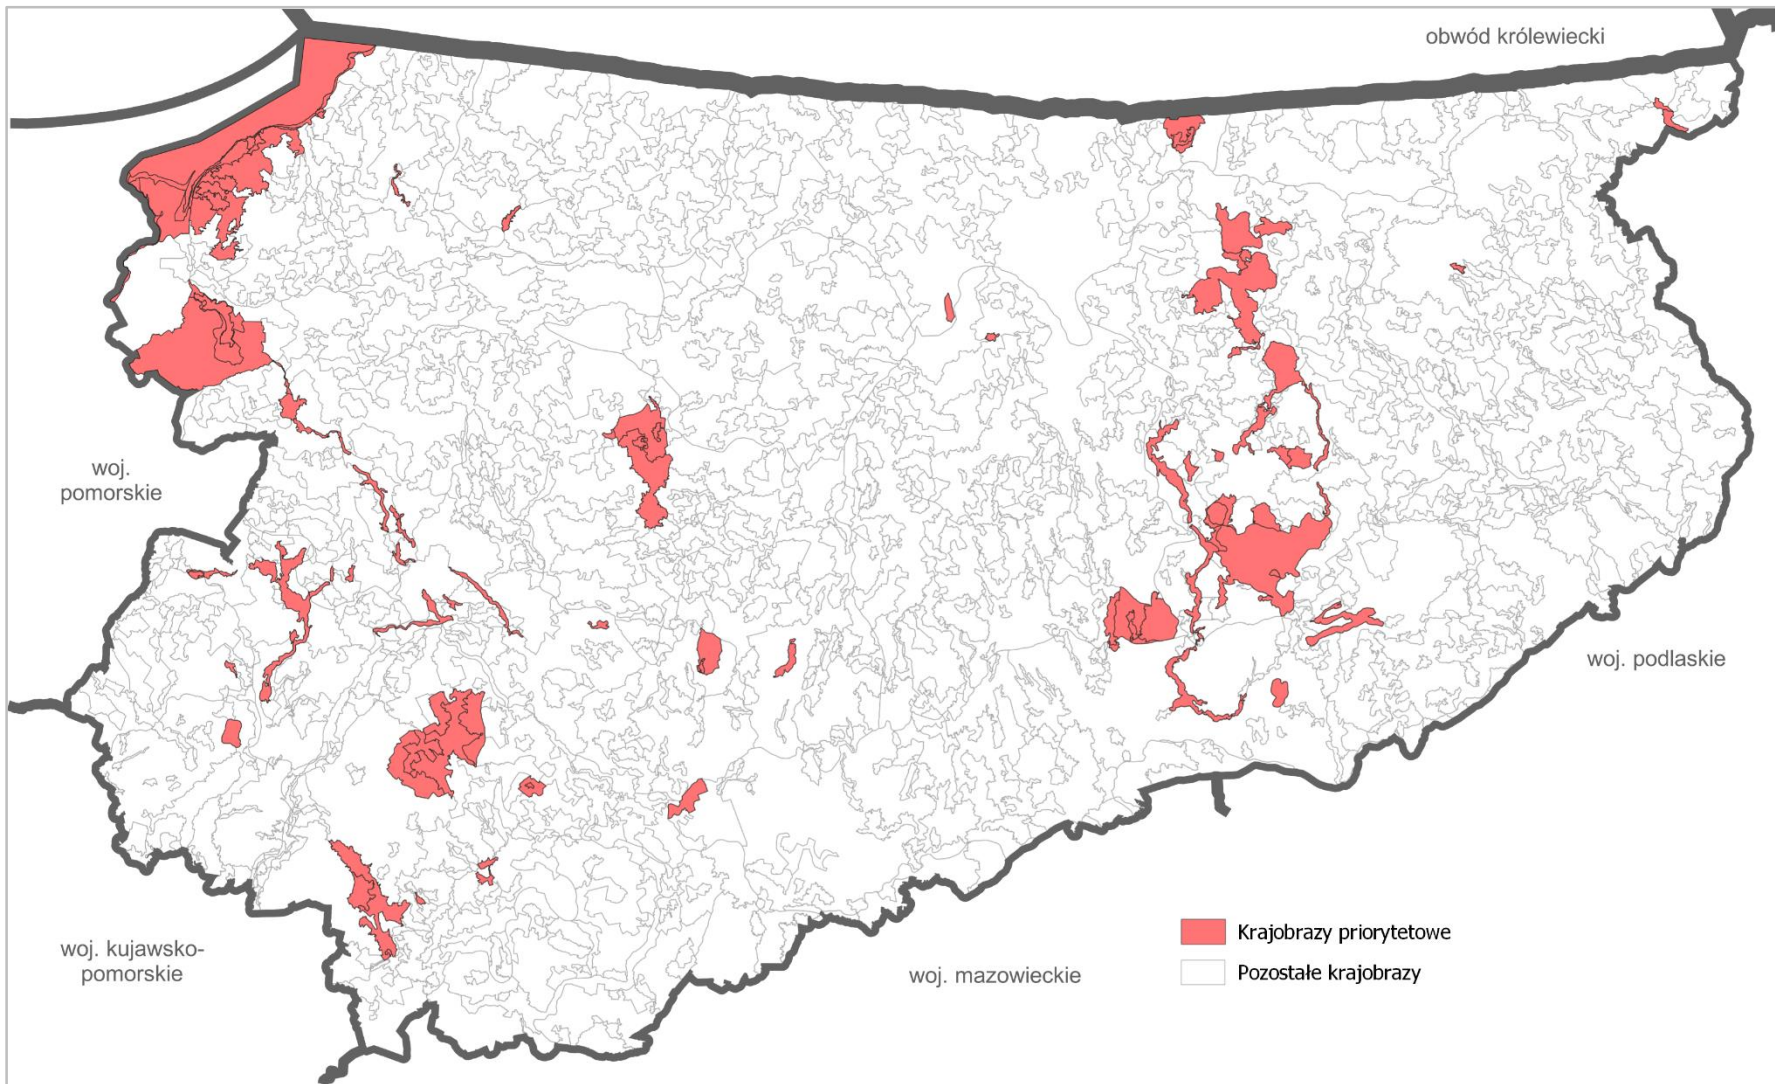 obwód królewiecki
woj.
pomorskie
woj. podlaskie
woj. kujawsko-
pomorskie
woj. mazowieckie
Krajobrazy priorytetowe
Pozostałe krajobrazy